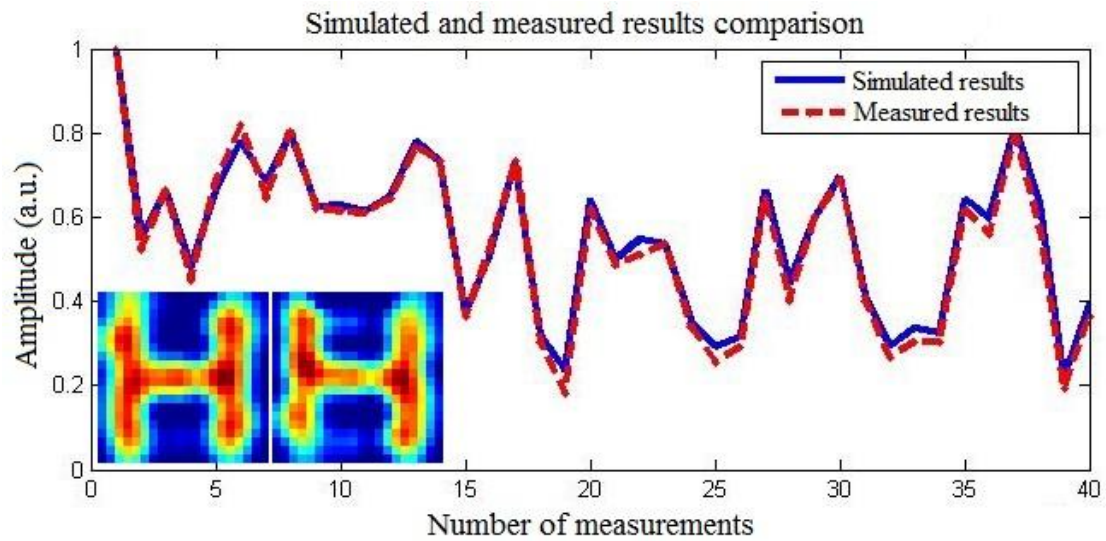 Simulated and measured results comparison
1
0.8
0.6
0.4
0.2
0
Amplitude (a.u.)
Simulated results
Measured results
0 5 10 15 20 25 30 35 40
Number of measurements